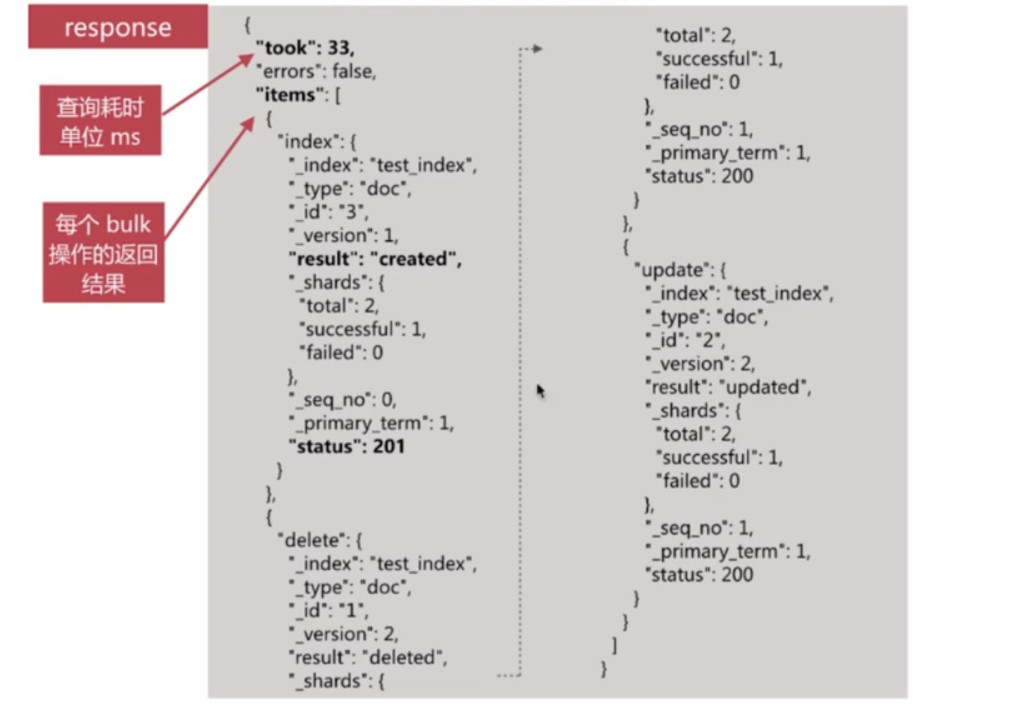 response
查询耗时
单位 ms
每个 bulk
操作的返回
结果
{
"took": 33,
"errors": false,
"items": [
{
"index": {
"_index": "test_index",
"_type": "doc",
"_id": "3",
"_version": 1,
"result": "created",
"_shards": {
"total": 2,
"successful": 1,
"failed": 0
},
"_seq_no": 0,
"_primary_term": 1,
"status": 201
}
},
{
"delete": {
"_index": "test_index",
"_type": "doc",
"_id": "1",
"_version": 2,
"result": "deleted",
"_shards": {
"total": 2,
"successful": 1,
"failed": 0
},
"_seq_no": 1,
"_primary_term": 1,
"status": 200
}
},
{
"update": {
"_index": "test_index",
"_type": "doc",
"_id": "2",
"_version": 2,
"result": "updated",
"_shards": {
"total": 2,
"successful": 1,
"failed": 0
},
"_seq_no": 1,
"_primary_term": 1,
"status": 200
}
}
]
}